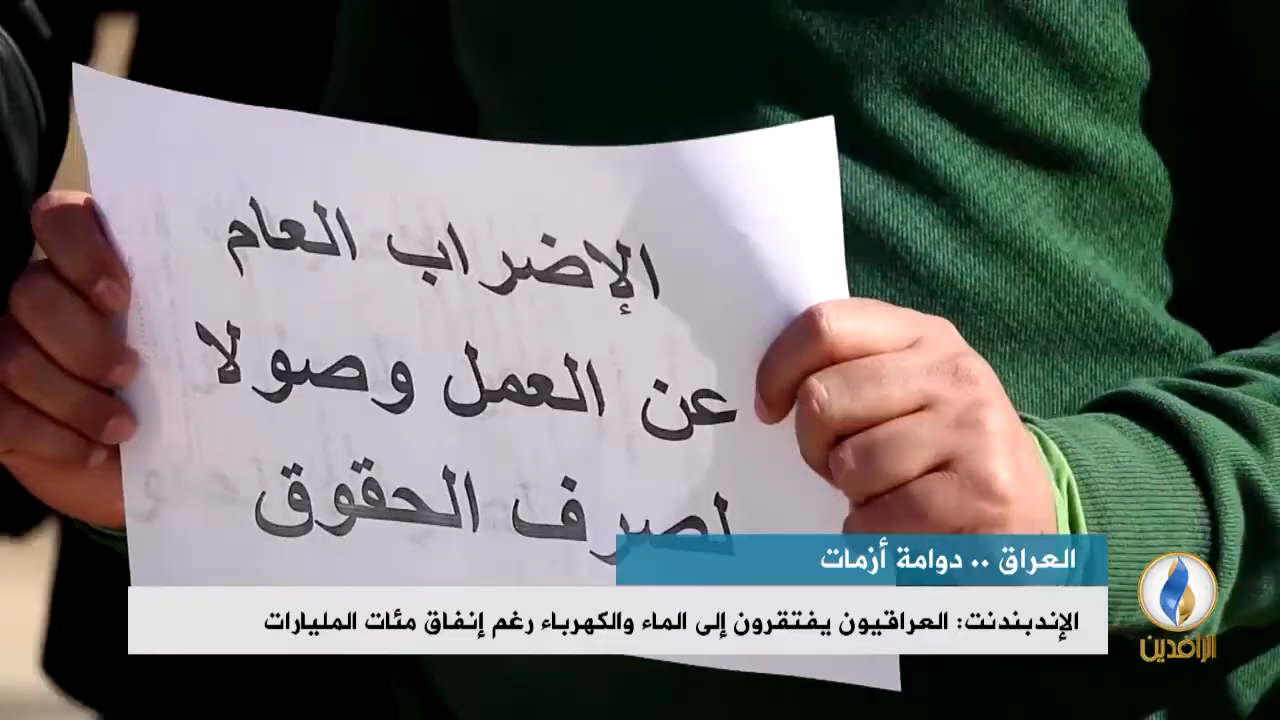 الإضراب العام
عن العمل وصولا
لصرف الحقوق
العراق .. دوامة أزمات
الإندبندنت: العراقيون يفتقرون إلى الماء والكهرباء رغم إنفاق مئات المليارات
الرافدين